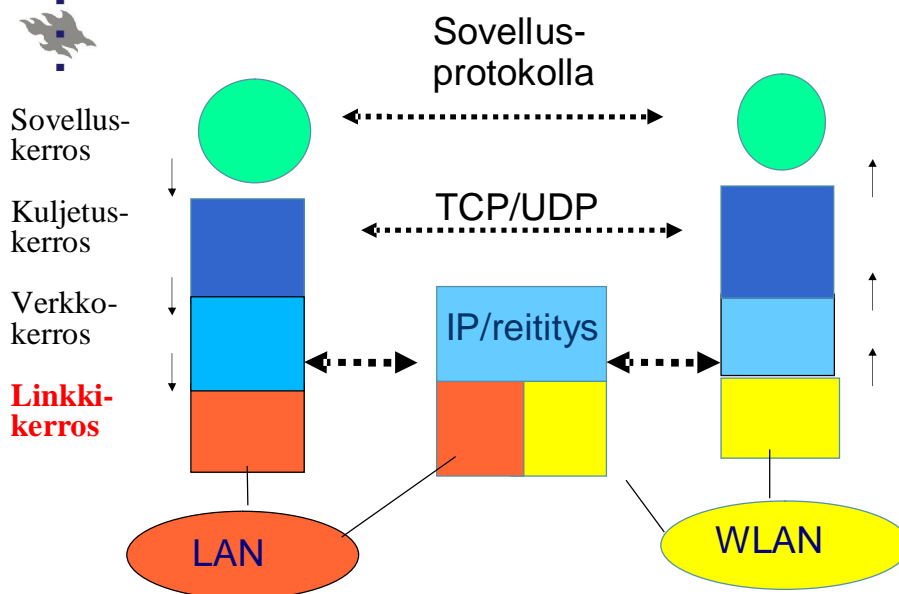 Sovellus-
protokolla
Sovellus-
kerros
Kuljetus-
kerros
TCP/UDP
Verkko-
kerros
IP/reititys
Linkki-
kerros
LAN
WLAN